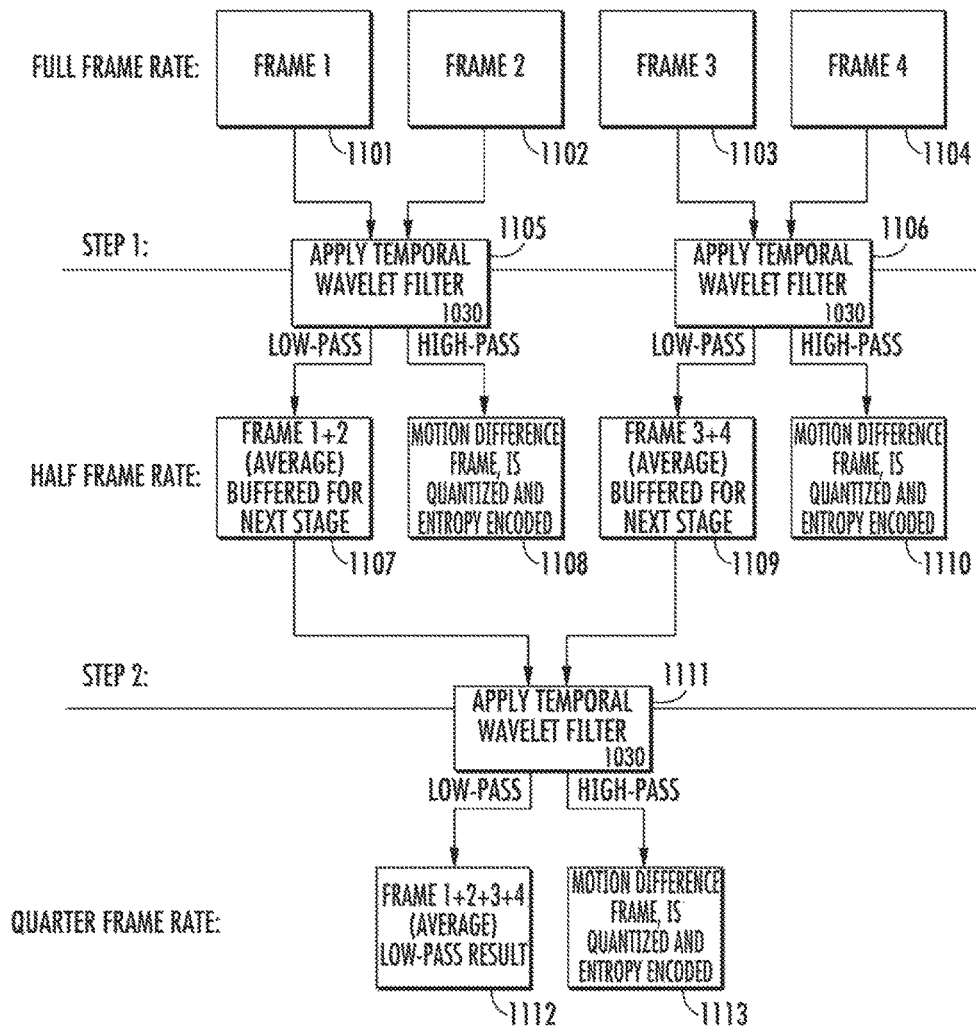 FULL FRAME RATE:
FRAME 1
FRAME 2
FRAME 3
FRAME 4
1101
1102
1103
1104
STEP 1:
APPLY TEMPORAL
WAVELET FILTER
1030
1105
APPLY TEMPORAL
WAVELET FILTER
1030
1106
LOW-PASS
HIGH-PASS
LOW-PASS
HIGH-PASS
HALF FRAME RATE:
FRAME 1+2
(AVERAGE)
BUFFERED FOR
NEXT STAGE
1107
MOTION DIFFERENCE
FRAME, IS
QUANTIZED AND
ENTROPY ENCODED
1108
FRAME 3+4
(AVERAGE)
BUFFERED FOR
NEXT STAGE
1109
MOTION DIFFERENCE
FRAME, IS
QUANTIZED AND
ENTROPY ENCODED
1110
STEP 2:
APPLY TEMPORAL
WAVELET FILTER
1030
1111
LOW-PASS
HIGH-PASS
QUARTER FRAME RATE:
FRAME 1+2+3+4
(AVERAGE)
LOW-PASS RESULT
1112
MOTION DIFFERENCE
FRAME, IS
QUANTIZED AND
ENTROPY ENCODED
1113